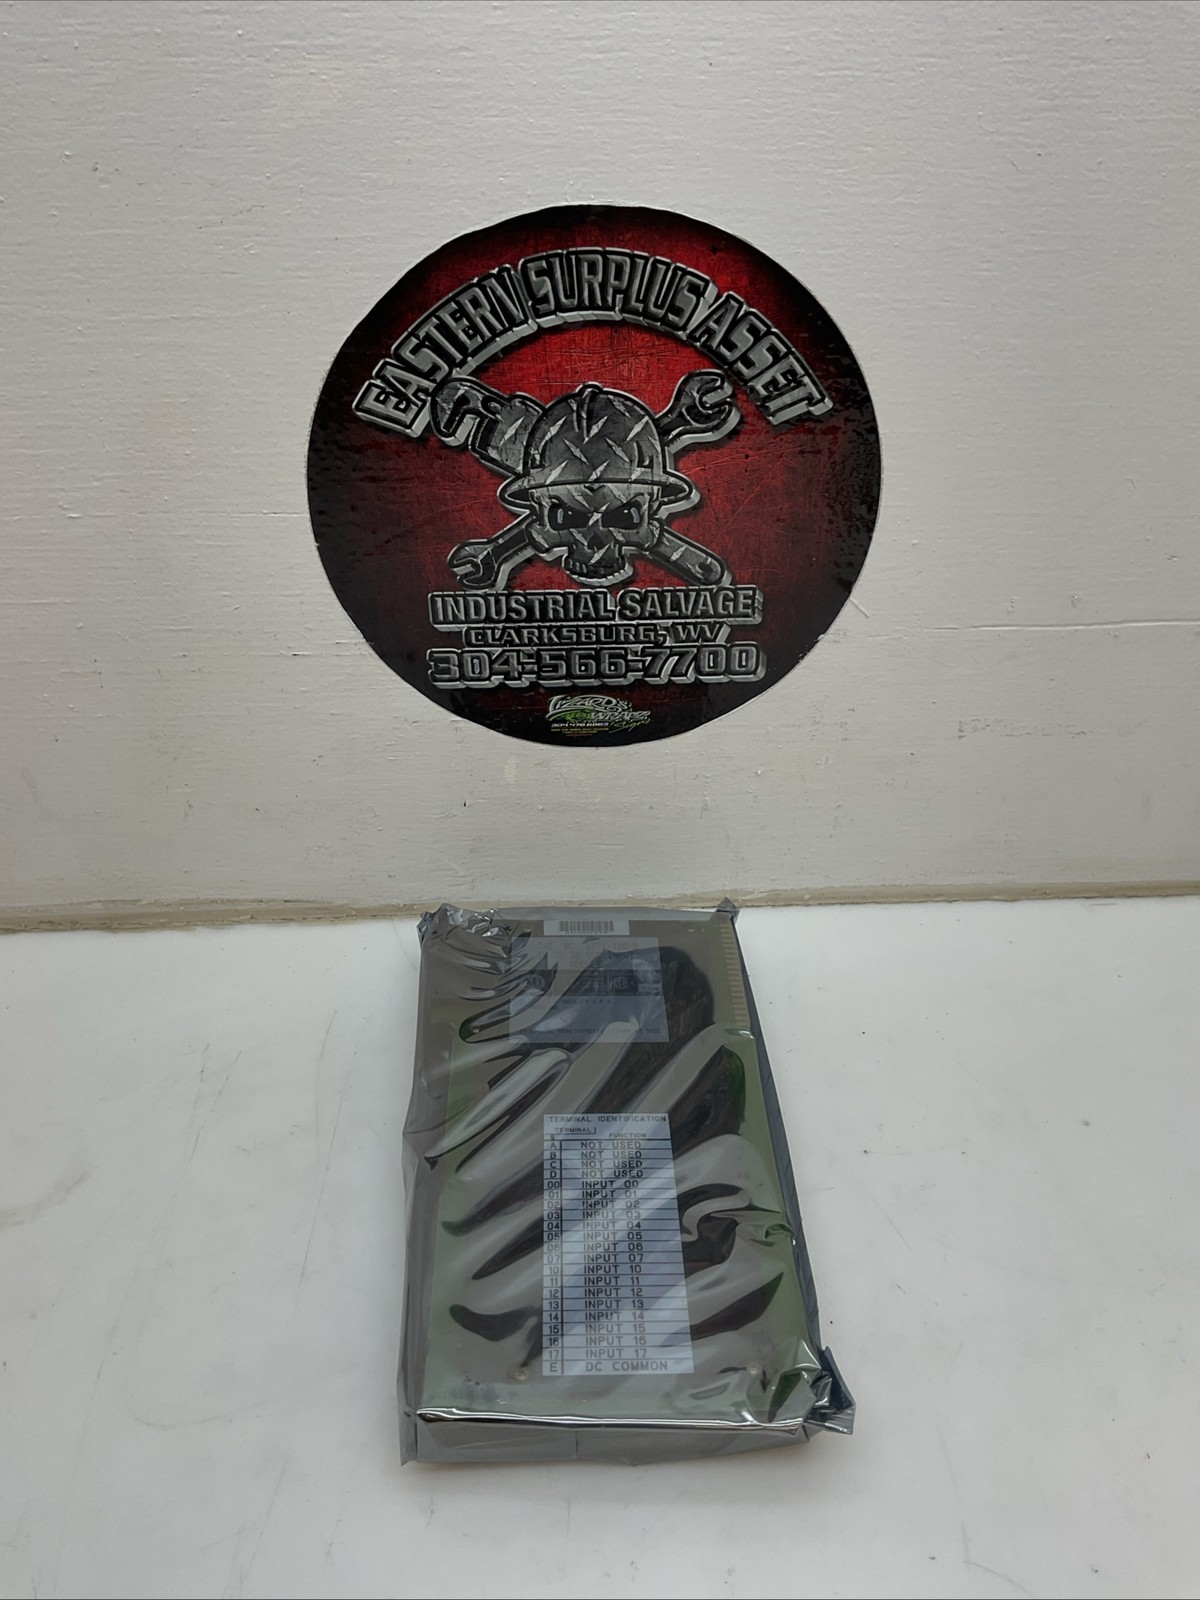 EASTERN SURPLUS ASSET
INDUSTRIAL SALVAGE
CLARKSBURG, WV
304-566-7700
WRAPZ
CAT. NO.
TERMINAL IDENTIFICATION
TERMINAL FUNCTION
A NOT USED
B NOT USED
C NOT USED
D NOT USED
00 INPUT 00
01 INPUT 01
02 INPUT 02
03 INPUT 03
04 INPUT 04
05 INPUT 05
06 INPUT 06
07 INPUT 07
10 INPUT 10
11 INPUT 11
12 INPUT 12
13 INPUT 13
14 INPUT 14
15 INPUT 15
16 INPUT 16
17 INPUT 17
E DC COMMON